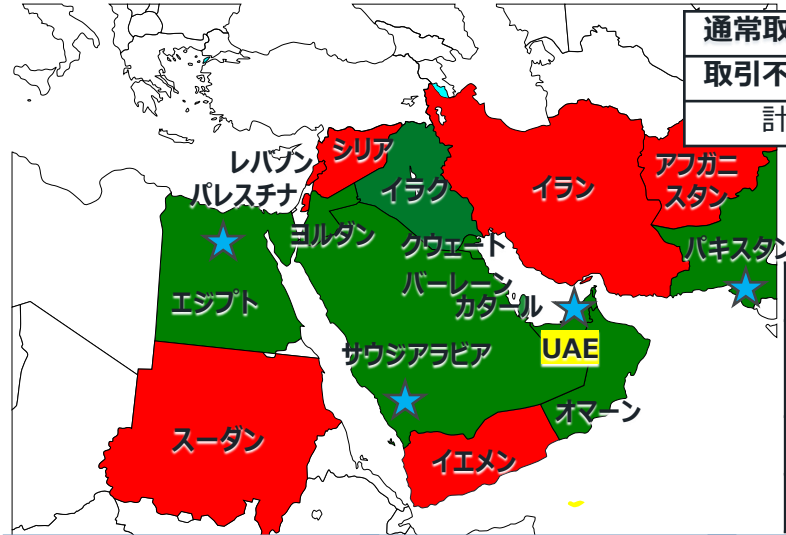 通常取
取引不
計
シリア
レバノン
パレスチナ
イラク
イラン
アフガニ
スタン
ヨルダン
クウェート
パキスタン
バーレーン
カタール
エジプト
サウジアラビア
UAE
オマーン
スーダン
イエメン